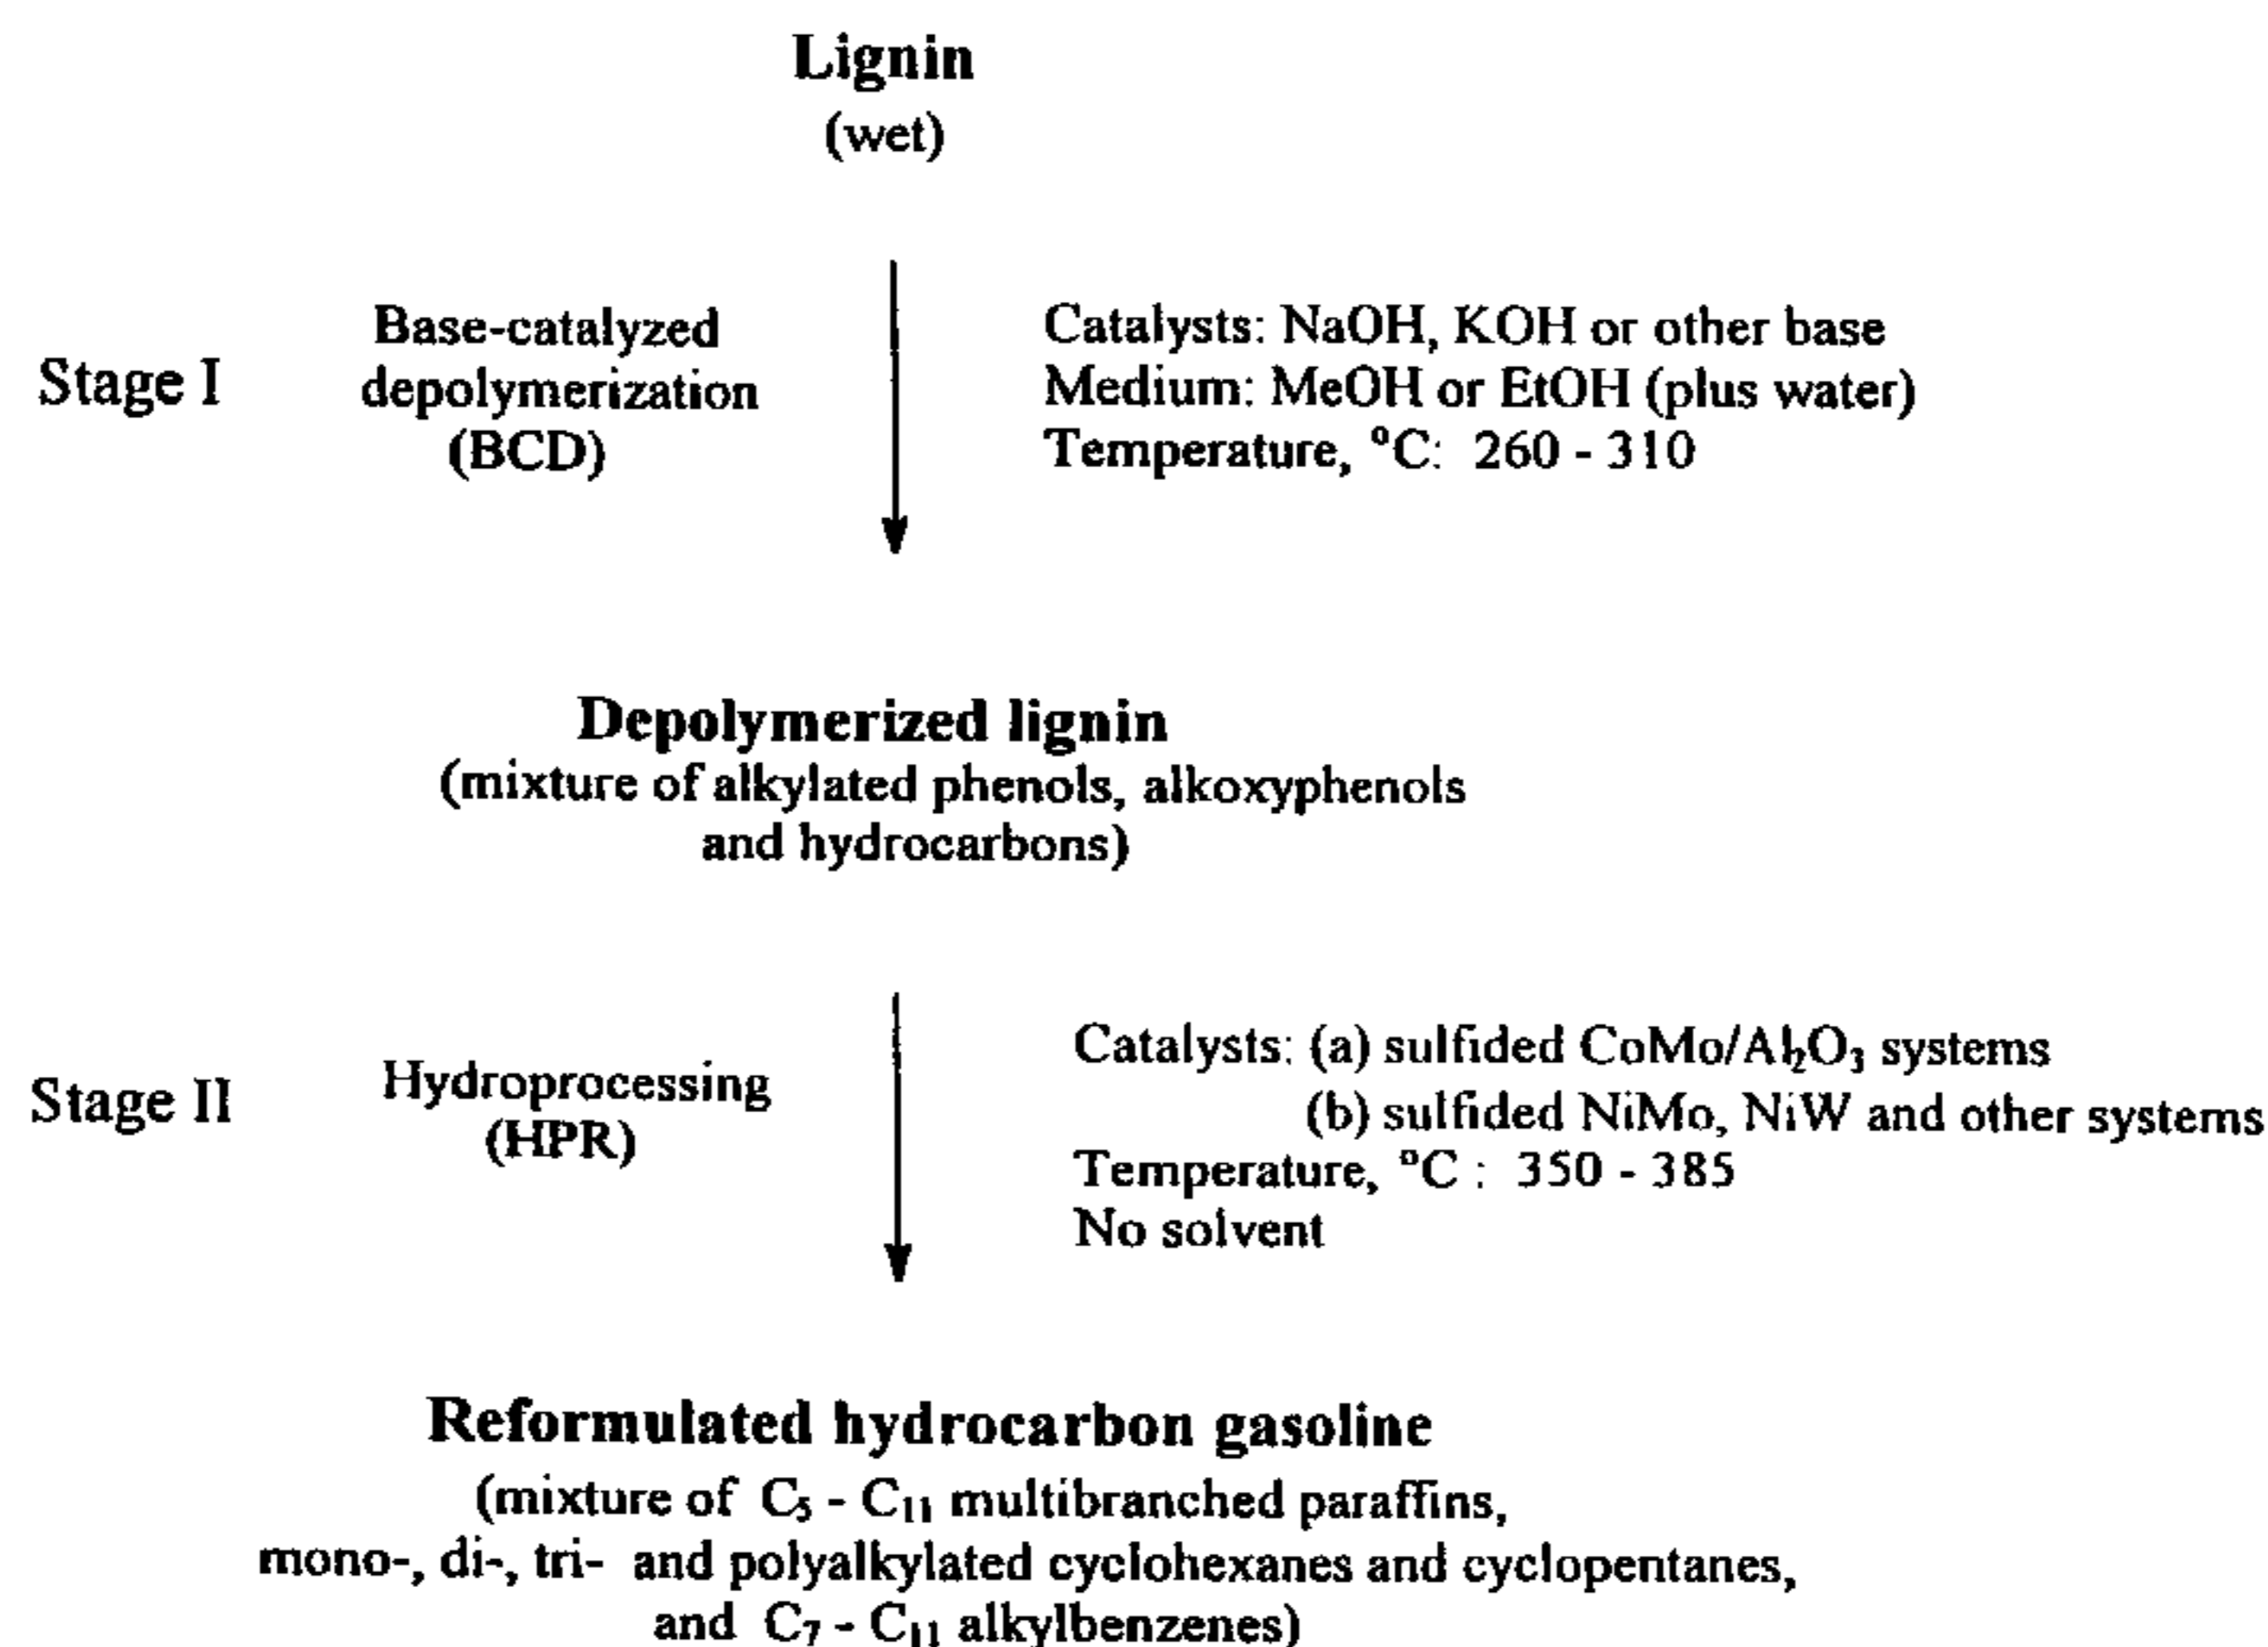 Lignin
(wet)
Stage I
Base-catalyzed
depolymerization
(BCD)
Catalysts: NaOH, KOH or other base
Medium: MeOH or EtOH (plus water)
Temperature, °C: 260 - 310
Depolymerized lignin
(mixture of alkylated phenols, alkoxyphenols
and hydrocarbons)
Stage II
Hydroprocessing
(HPR)
Catalysts: (a) sulfided CoMo/Al₂O₃ systems
(b) sulfided NiMo, NiW and other systems
Temperature, °C : 350 - 385
No solvent
Reformulated hydrocarbon gasoline
(mixture of C₅ - C₁₁ multibranched paraffins,
mono-, di-, tri- and polyalkylated cyclohexanes and cyclopentanes,
and C₇ - C₁₁ alkylbenzenes)